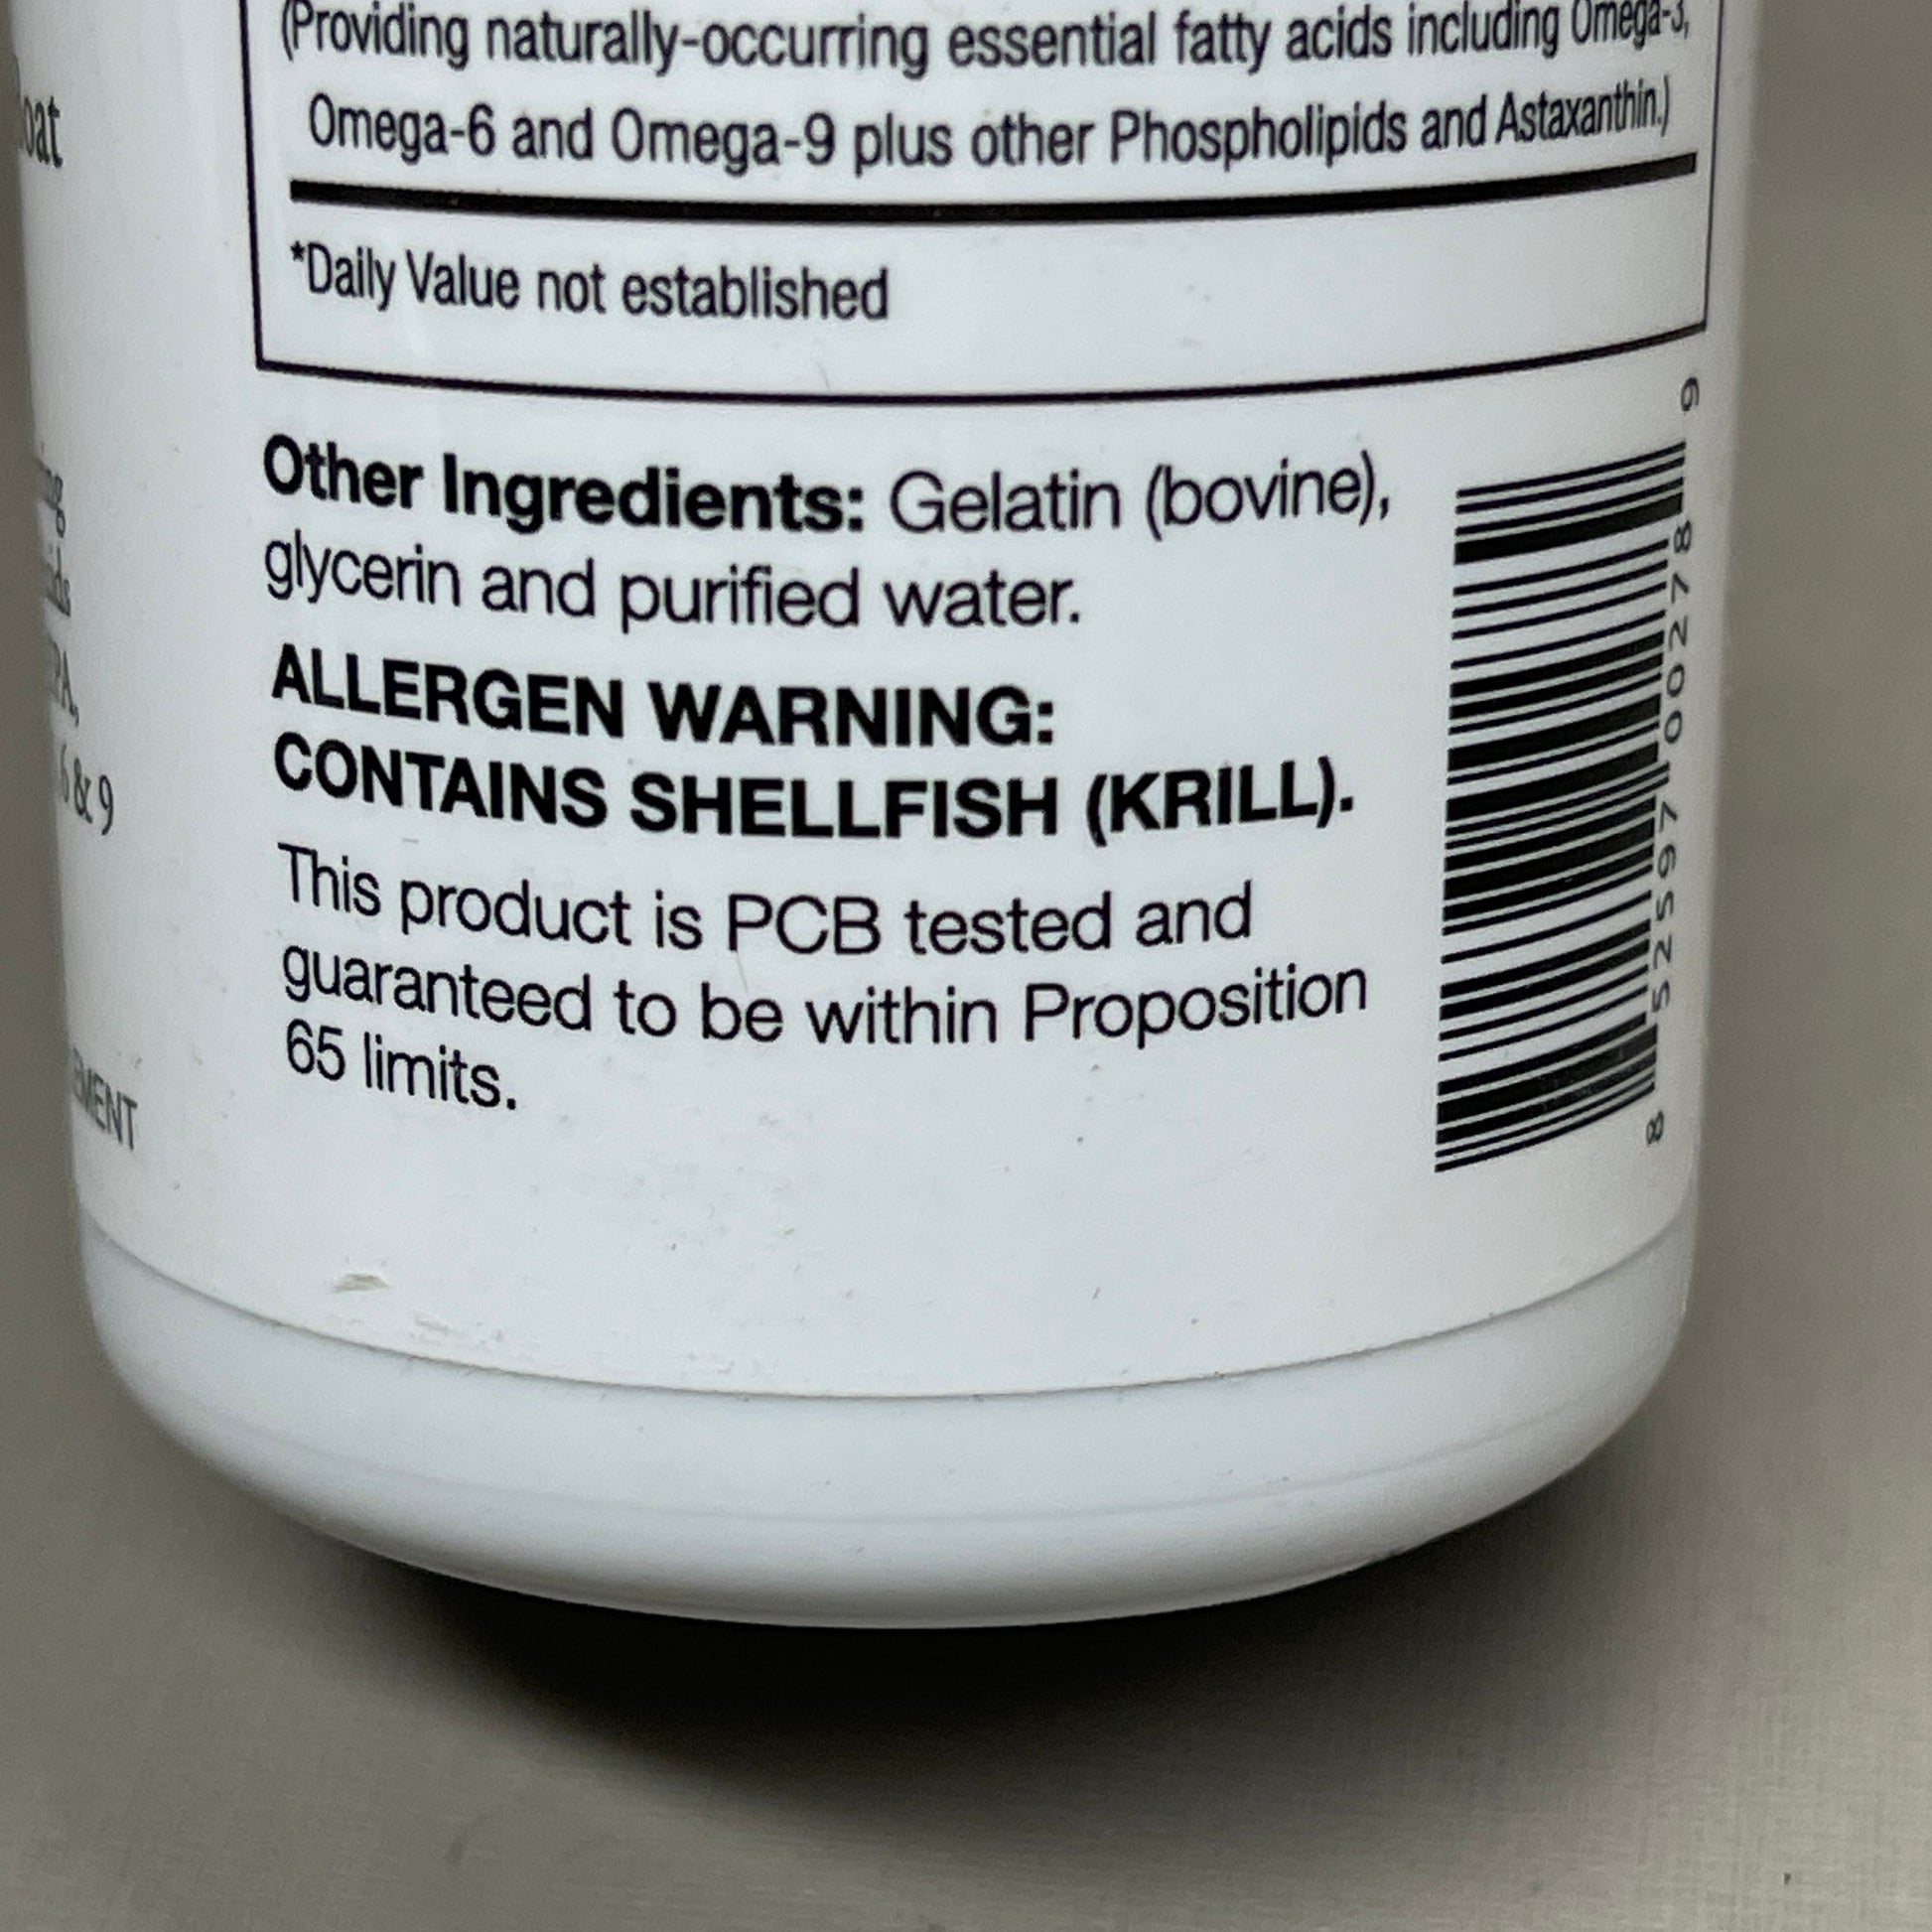 (Providing naturally-occurring essential fatty acids including Omega-3,
Omega-6 and Omega-9 plus other Phospholipids and Astaxanthin.)
*Daily Value not established
Other Ingredients: Gelatin (bovine),
glycerin and purified water.
ALLERGEN WARNING:
CONTAINS SHELLFISH (KRILL).
This product is PCB tested and
guaranteed to be within Proposition
65 limits.
8 52597 00278 9
6 & 9